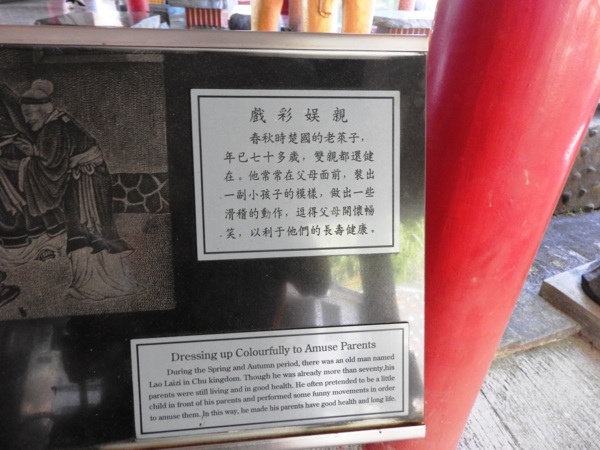 戲彩娱親
春秋時楚國的老萊子，
年已七十多歲，雙親都還健
在。他常常在父母面前，裝出
一副小孩子的模樣，做出一些
滑稽的動作，逗得父母開懷暢
笑，以利于他們的長壽健康。
Dressing up Colourfully to Amuse Parents
During the Spring and Autumn period, there was an old man named
Lao Laizi in Chu kingdom. Though he was already more than seventy,his
parents were still living and in good health. He often pretended to be a little
child in front of his parents and performed some funny movements in order
to amuse them. In this way, he made his parents have good health and long life.